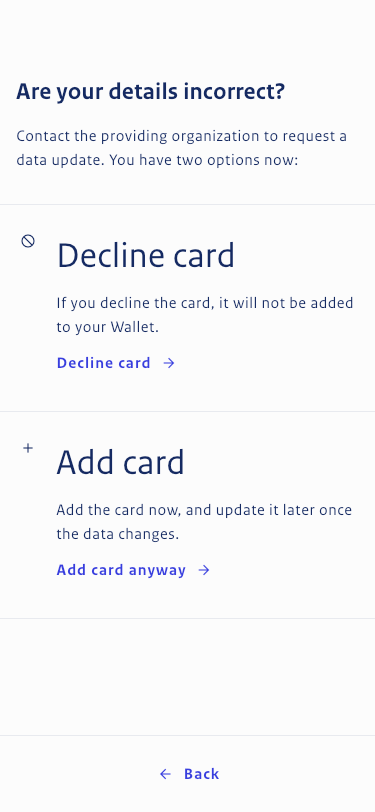 Are your details incorrect?
Contact the providing organization to request a
data update. You have two options now:
Decline card
If you decline the card, it will not be added
to your Wallet.
Decline card →
Add card
Add the card now, and update it later once
the data changes.
Add card anyway →
← Back